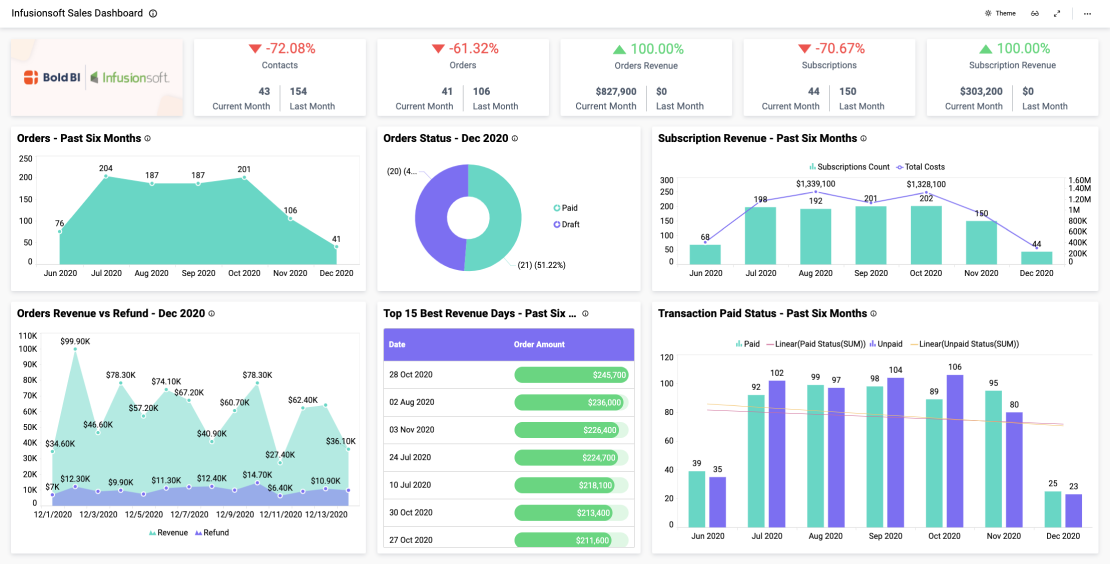 Infusionsoft Sales Dashboard
Theme
Bold BI Infusionsoft.
-72.08%
Contacts
43 154
Current Month Last Month
-61.32%
Orders
41 106
Current Month Last Month
100.00%
Orders Revenue
$827,900 $0
Current Month Last Month
-70.67%
Subscriptions
44 150
Current Month Last Month
100.00%
Subscription Revenue
$303,200 $0
Current Month Last Month
Orders - Past Six Months
250
200
150
100
50
0
76
204
187
187
201
106
41
Jun 2020 Jul 2020 Aug 2020 Sep 2020 Oct 2020 Nov 2020 Dec 2020
Orders Status - Dec 2020
(20) (4...
(21) (51.22%)
Paid
Draft
Subscription Revenue - Past Six Months
Subscriptions Count Total Costs
300
250
200
150
100
50
0
68
198
$1,339,100
192
201
$1,328,100
202
150
44
1.60M
1.40M
1.20M
1M
800K
600K
400K
200K
0
Jun 2020 Jul 2020 Aug 2020 Sep 2020 Oct 2020 Nov 2020 Dec 2020
Orders Revenue vs Refund - Dec 2020
110K
100K
90K
80K
70K
60K
50K
40K
30K
20K
10K
0
$34.60K
$99.90K
$46.60K
$78.30K
$57.20K
$74.10K
$67.20K
$40.90K
$60.70K
$78.30K
$27.40K
$62.40K
$36.10K
$7K
$12.30K
$9.90K
$11.30K
$12.40K
$14.70K
$6.40K
$10.90K
12/1/2020 12/3/2020 12/5/2020 12/7/2020 12/9/2020 12/11/2020 12/13/2020
Revenue Refund
Top 15 Best Revenue Days - Past Six ...
Date Order Amount
28 Oct 2020 $245,700
02 Aug 2020 $236,000
03 Nov 2020 $226,400
24 Jul 2020 $224,700
10 Jul 2020 $218,100
30 Oct 2020 $213,400
27 Oct 2020 $211,600
Transaction Paid Status - Past Six Months
Paid Linear(Paid Status(SUM)) Unpaid Linear(Unpaid Status(SUM))
120
100
80
60
40
20
0
39 35
92 102
99 97
98 104
89 106
95 80
25 23
Jun 2020 Jul 2020 Aug 2020 Sep 2020 Oct 2020 Nov 2020 Dec 2020